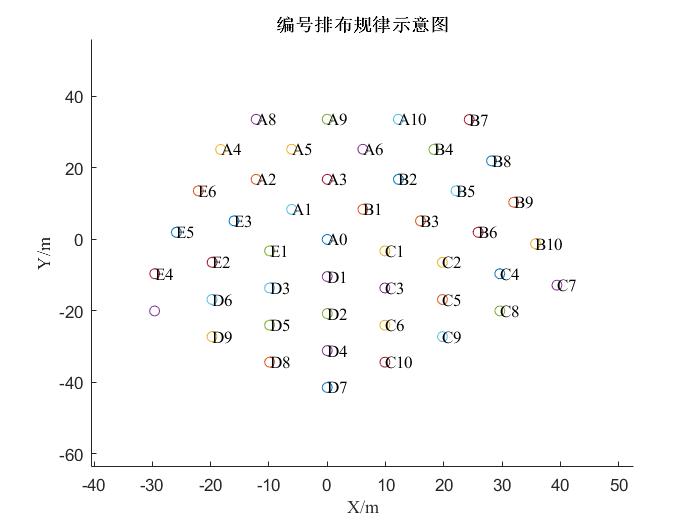 编号排布规律示意图
40
20
0
-20
-40
-60
Y/m
A8 A9 A10 B7
A4 A5 A6 B4
B8
A2 A3 B2
E6 B5
B9
A1 B1
E3 B3
E5 B6
A0
B10
E1 C1
E2 C2
E4 C4
D1
C7
D3 C3
D6 C5
C8
D2
D5 C6
D9 C9
D4
D8 C10
D7
-40 -30 -20 -10 0 10 20 30 40 50
X/m